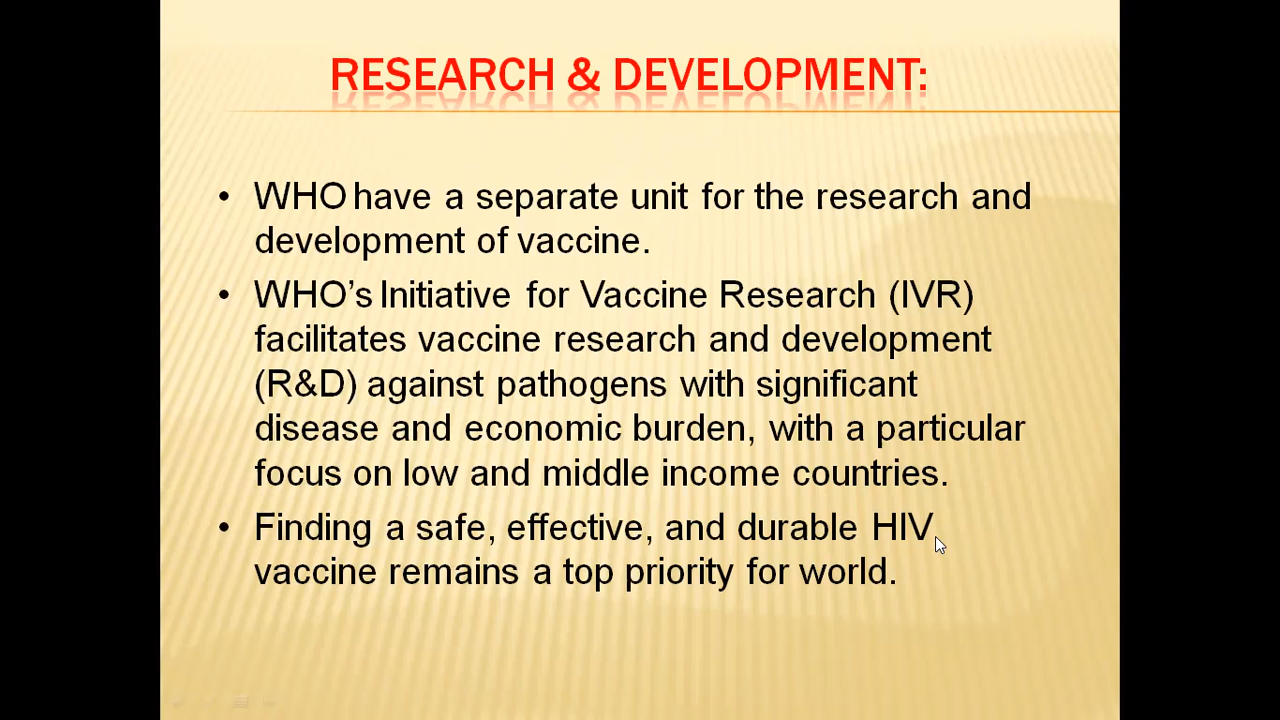 RESEARCH & DEVELOPMENT:
• WHO have a separate unit for the research and
development of vaccine.
• WHO’s Initiative for Vaccine Research (IVR)
facilitates vaccine research and development
(R&D) against pathogens with significant
disease and economic burden, with a particular
focus on low and middle income countries.
• Finding a safe, effective, and durable HIV
vaccine remains a top priority for world.